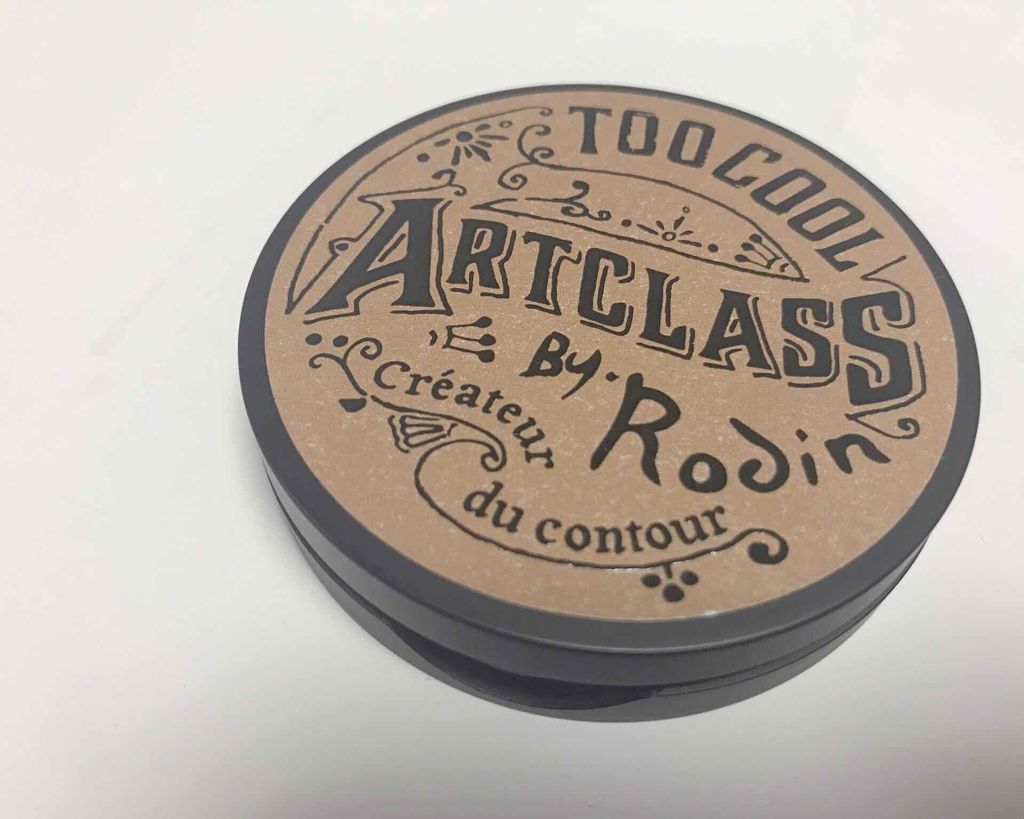 TOO COOL
ARTCLASS
BY. Rodin
Créateur
du contour